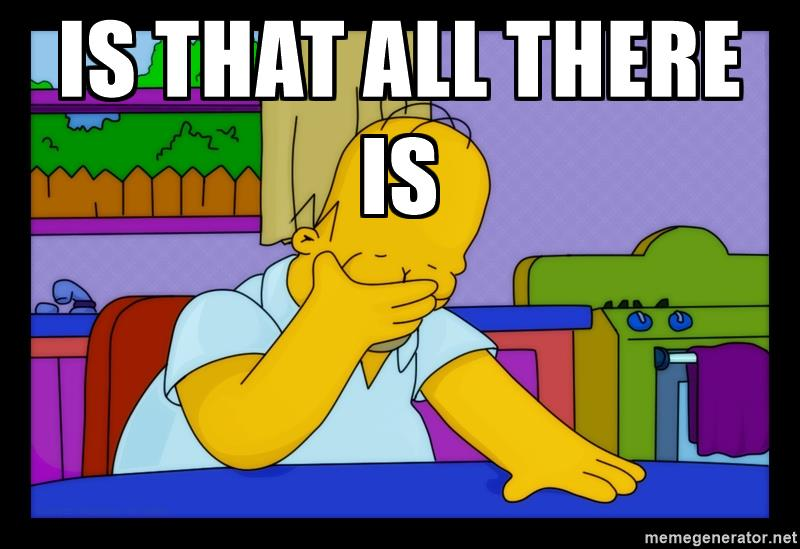 IS THAT ALL THERE
IS
memegenerator.net